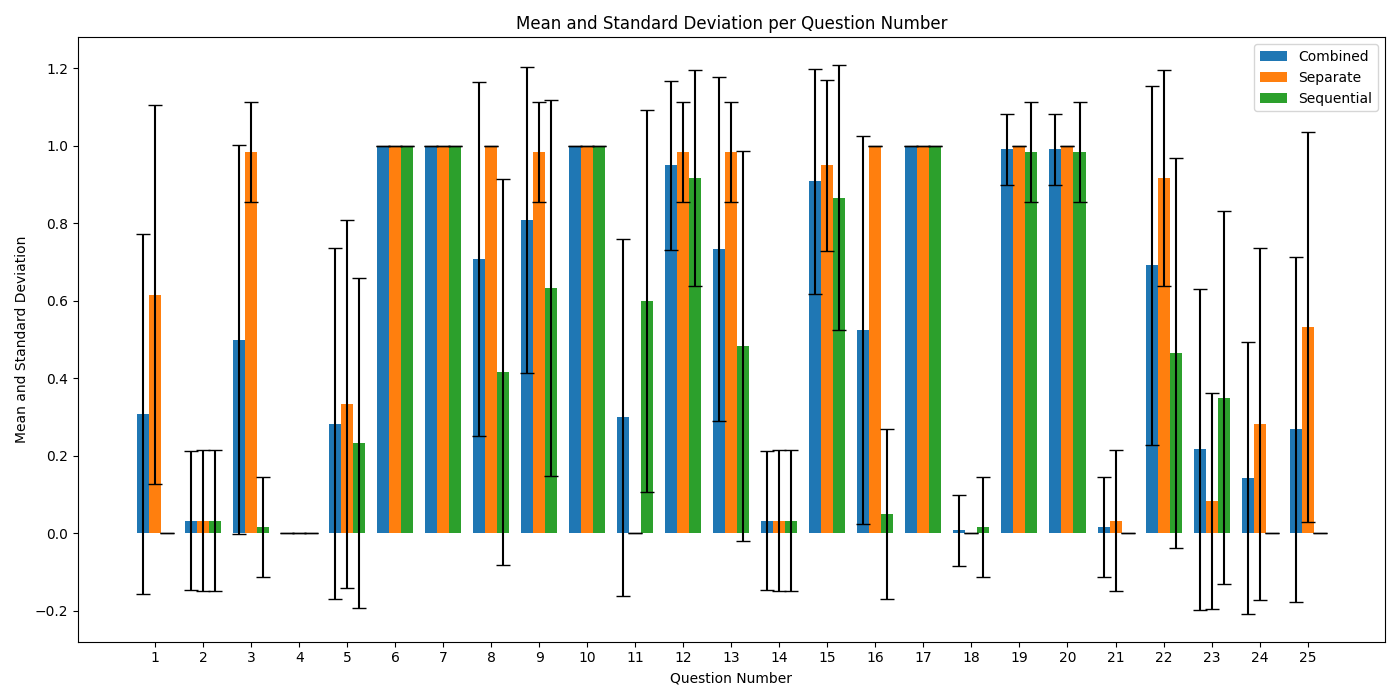 Mean and Standard Deviation per Question Number
Combined
Separate
Sequential
Mean and Standard Deviation
1.2
1.0
0.8
0.6
0.4
0.2
0.0
−0.2
1 2 3 4 5 6 7 8 9 10 11 12 13 14 15 16 17 18 19 20 21 22 23 24 25
Question Number